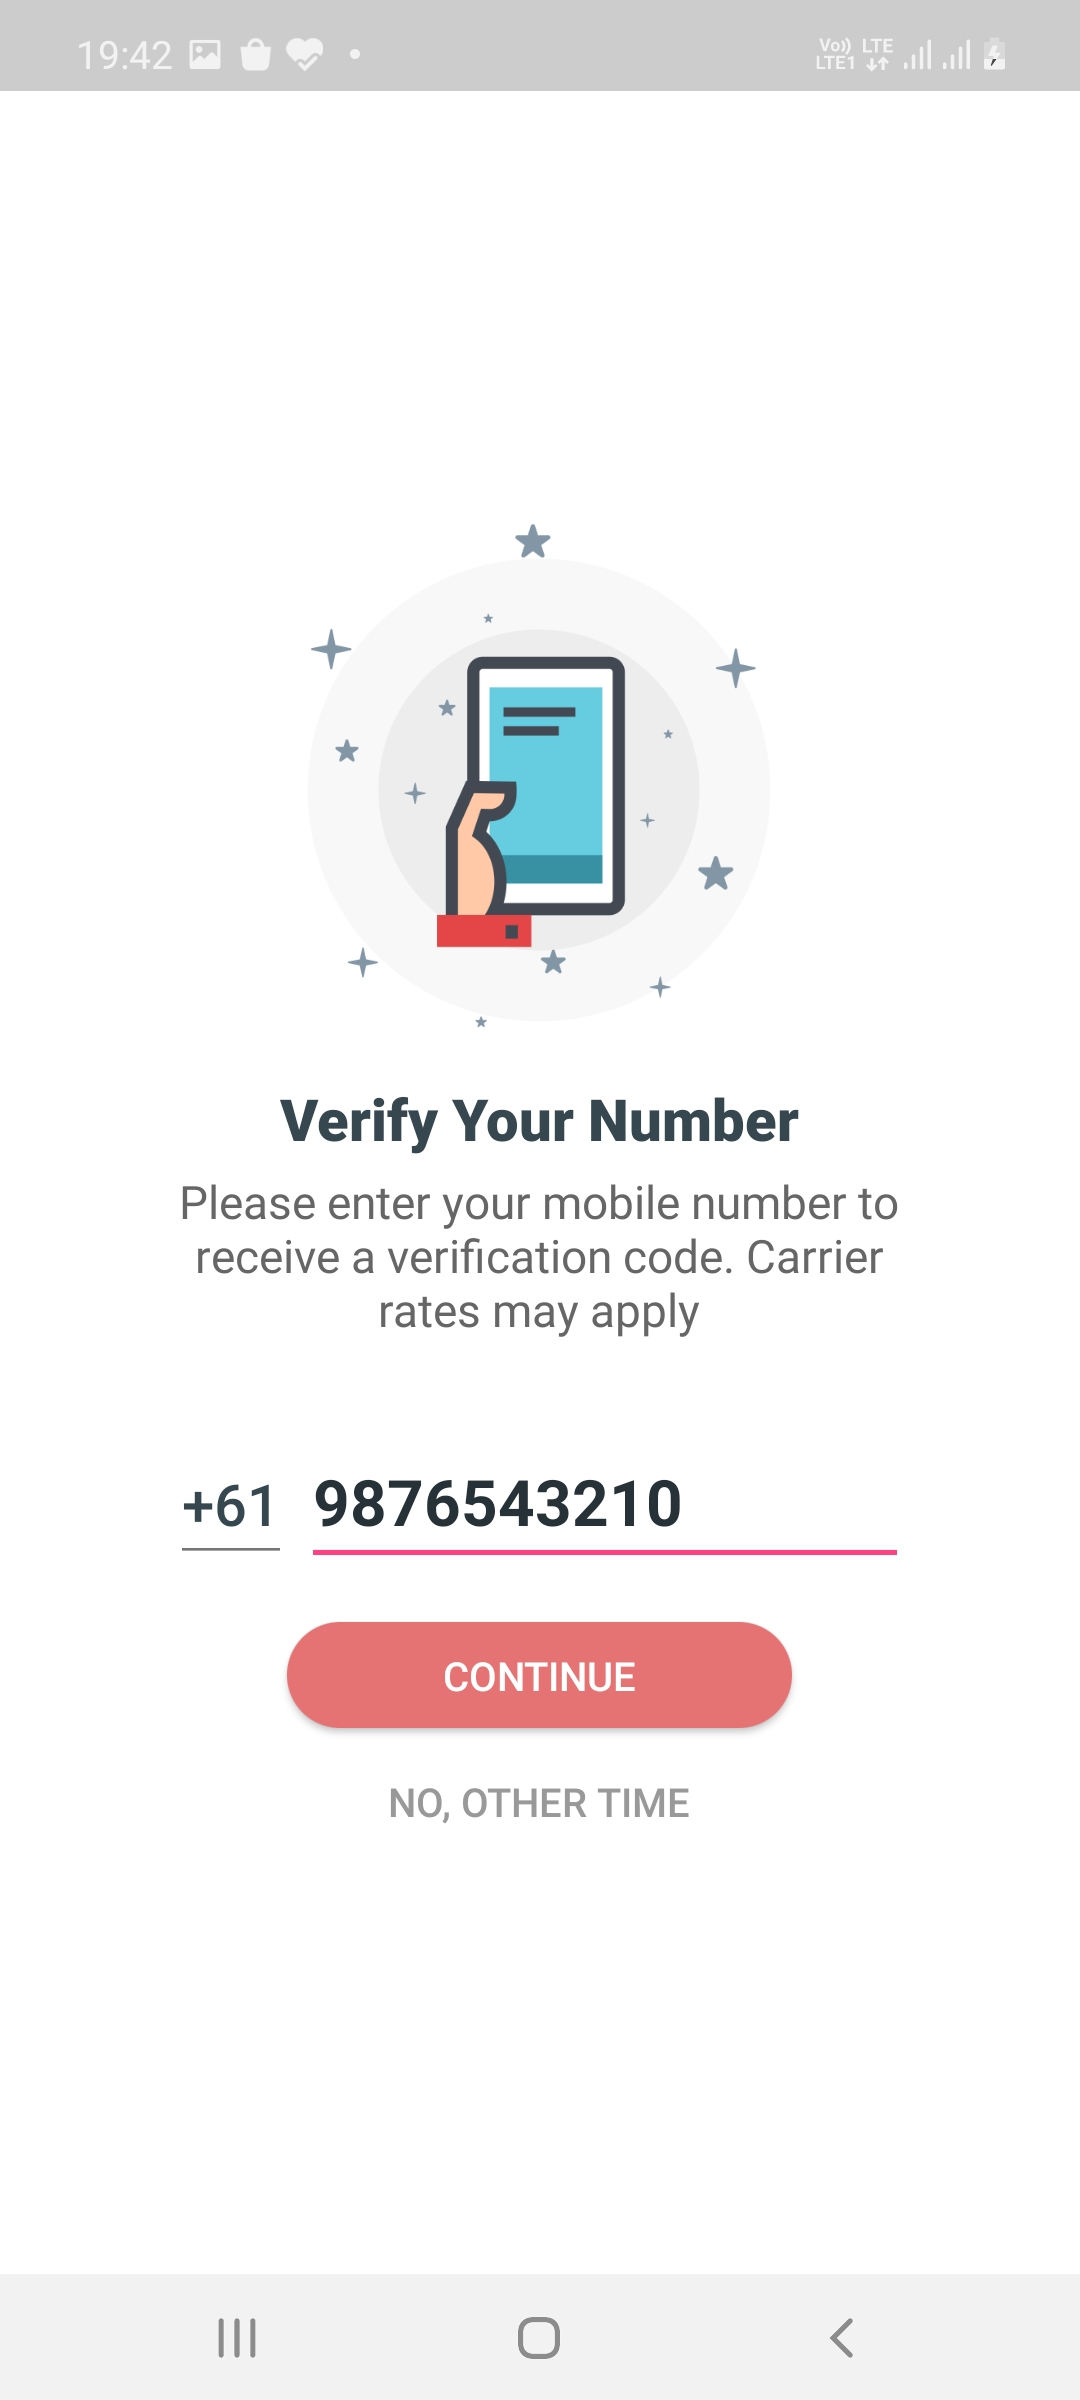 19:42
Vo)) LTE
LTE1
Verify Your Number
Please enter your mobile number to
receive a verification code. Carrier
rates may apply
+61 9876543210
CONTINUE
NO, OTHER TIME